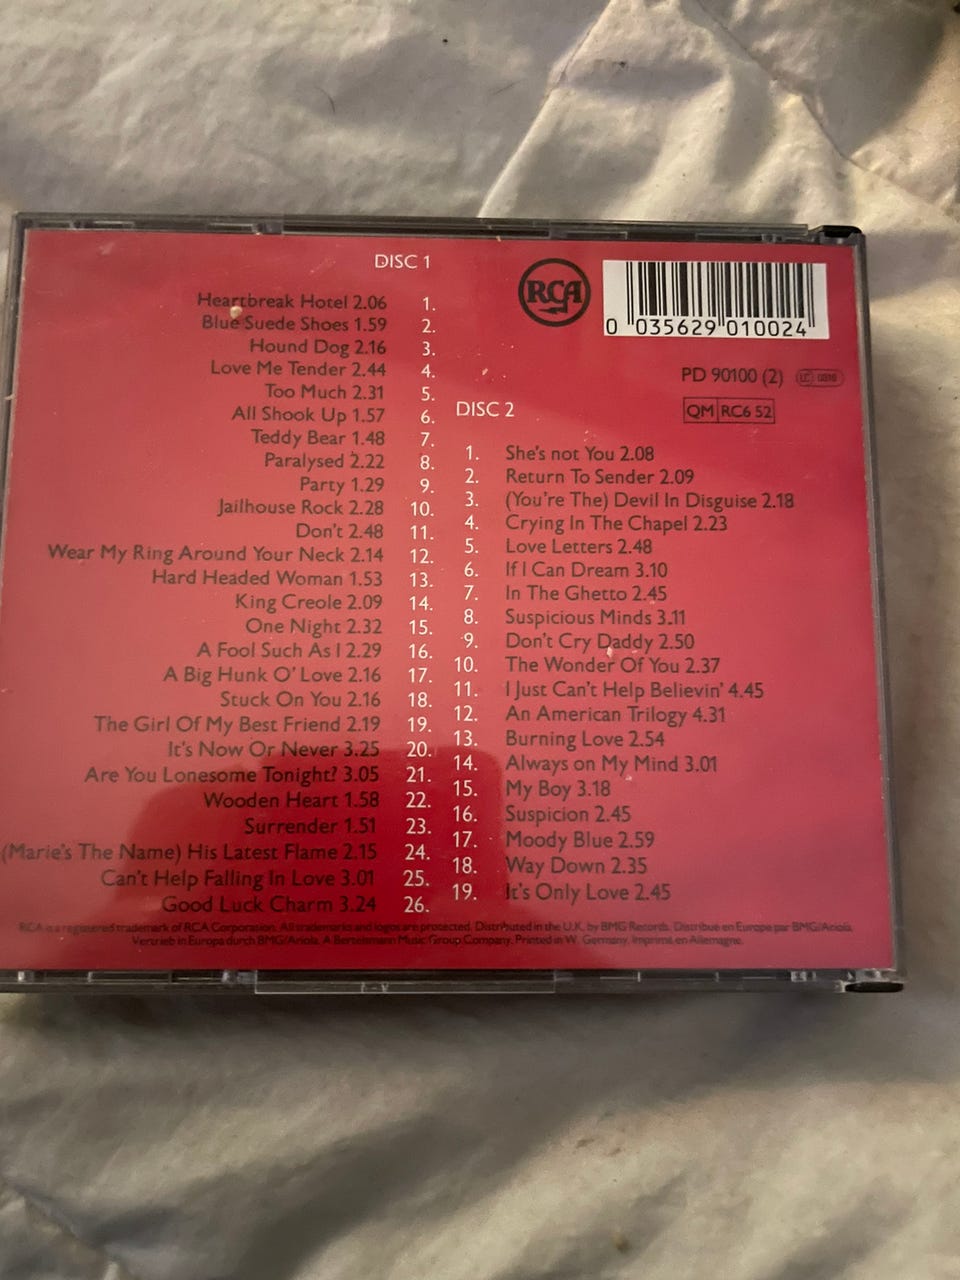 DISC 1
Heartbreak Hotel 2.06 1.
Blue Suede Shoes 1.59 2.
Hound Dog 2.16 3.
Love Me Tender 2.44 4.
Too Much 2.31 5.
All Shook Up 1.57 6.
Teddy Bear 1.48 7.
Paralysed 2.22 8.
Party 1.29 9.
Jailhouse Rock 2.28 10.
Don't 2.48 11.
Wear My Ring Around Your Neck 2.14 12.
Hard Headed Woman 1.53 13.
King Creole 2.09 14.
One Night 2.32 15.
A Fool Such As I 2.29 16.
A Big Hunk O' Love 2.16 17.
Stuck On You 2.16 18.
The Girl Of My Best Friend 2.19 19.
It's Now Or Never 3.25 20.
Are You Lonesome Tonight? 3.05 21.
Wooden Heart 1.58 22.
Surrender 1.51 23.
(Marie's The Name) His Latest Flame 2.15 24.
Can't Help Falling In Love 3.01 25.
Good Luck Charm 3.24 26.
RCA
0 035629 010024
PD 90100 (2) LC 0316
QM RC6 52
DISC 2
1. She's not You 2.08
2. Return To Sender 2.09
3. (You're The) Devil In Disguise 2.18
4. Crying In The Chapel 2.23
5. Love Letters 2.48
6. If I Can Dream 3.10
7. In The Ghetto 2.45
8. Suspicious Minds 3.11
9. Don't Cry Daddy 2.50
10. The Wonder Of You 2.37
11. I Just Can't Help Believin' 4.45
12. An American Trilogy 4.31
13. Burning Love 2.54
14. Always on My Mind 3.01
15. My Boy 3.18
16. Suspicion 2.45
17. Moody Blue 2.59
18. Way Down 2.35
19. It's Only Love 2.45
RCA is a registered trademark of RCA Corporation. All trademarks and logos are protected. Distributed in the U.K. by BMG Records. Distribué en Europe par BMG/Ariola.
Vertrieb in Europa durch BMG/Ariola. A Bertelsmann Music Group Company. Printed in W. Germany. Imprimé en Allemagne.